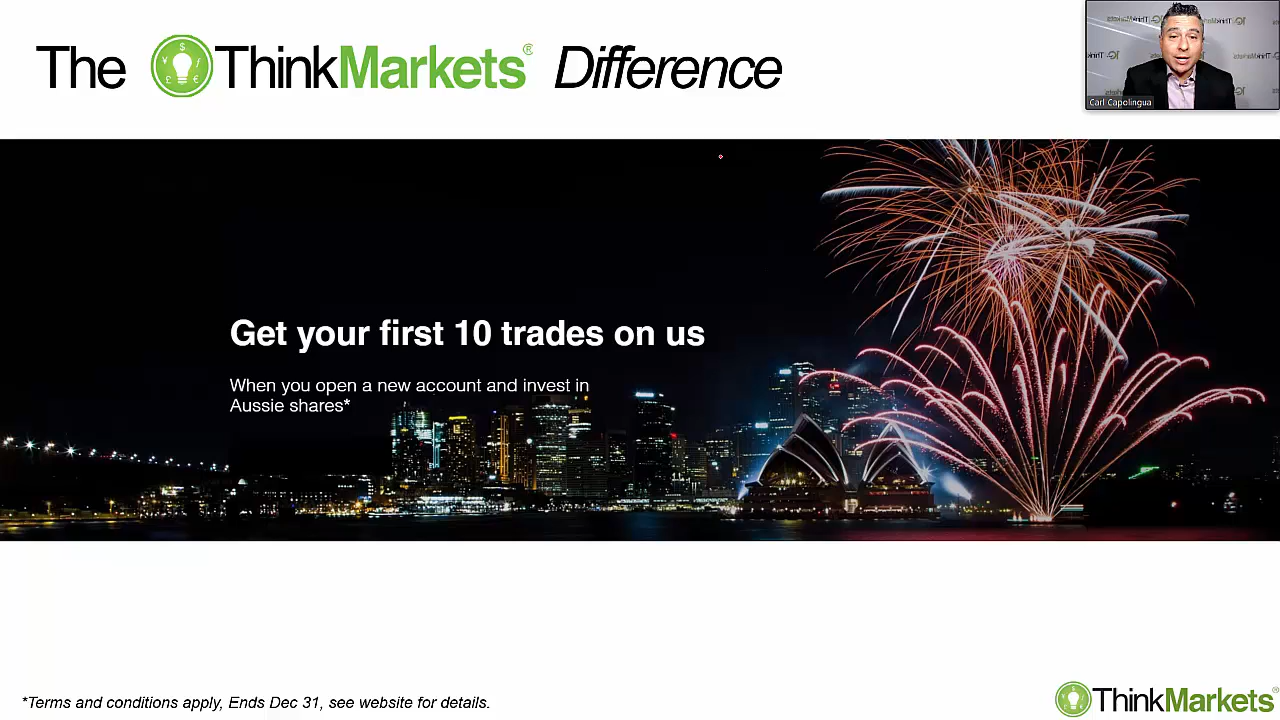 The ThinkMarkets® Difference
Carl Capolingua
Get your first 10 trades on us
When you open a new account and invest in
Aussie shares*
*Terms and conditions apply, Ends Dec 31, see website for details.
ThinkMarkets®